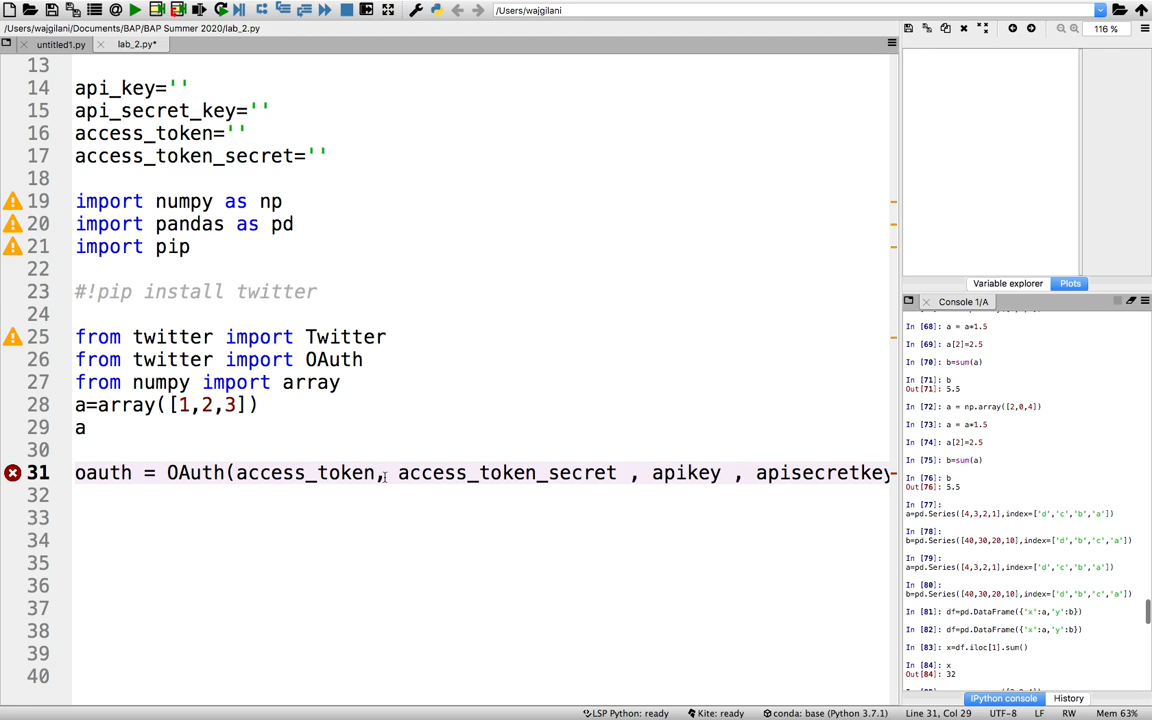 /Users/wajgilani
/Users/wajgilani/Documents/BAP/BAP Summer 2020/lab_2.py
untitled1.py
lab_2.py*
116 %
13
14 api_key=''
15 api_secret_key=''
16 access_token=''
17 access_token_secret=''
18
19 import numpy as np
20 import pandas as pd
21 import pip
22
23 #!pip install twitter
24
25 from twitter import Twitter
26 from twitter import OAuth
27 from numpy import array
28 a=array([1,2,3])
29 a
30
31 oauth = OAuth(access_token, access_token_secret , apikey , apisecretkey
32
33
34
35
36
37
38
39
40
Variable explorer Plots
Console 1/A
In [68]: a = a*1.5
In [69]: a[2]=2.5
In [70]: b=sum(a)
In [71]: b
Out[71]: 5.5
In [72]: a = np.array([2,0,4])
In [73]: a = a*1.5
In [74]: a[2]=2.5
In [75]: b=sum(a)
In [76]: b
Out[76]: 5.5
In [77]:
a=pd.Series([4,3,2,1],index=['d','c','b','a'])
In [78]:
b=pd.Series([40,30,20,10],index=['d','b','c','a'])
In [79]:
a=pd.Series([4,3,2,1],index=['d','c','b','a'])
In [80]:
b=pd.Series([40,30,20,10],index=['d','b','c','a'])
In [81]: df=pd.DataFrame({'x':a,'y':b})
In [82]: df=pd.DataFrame({'x':a,'y':b})
In [83]: x=df.iloc[1].sum()
In [84]: x
Out[84]: 32
IPython console History
LSP Python: ready Kite: ready conda: base (Python 3.7.1) Line 31, Col 29 UTF-8 LF RW Mem 63%